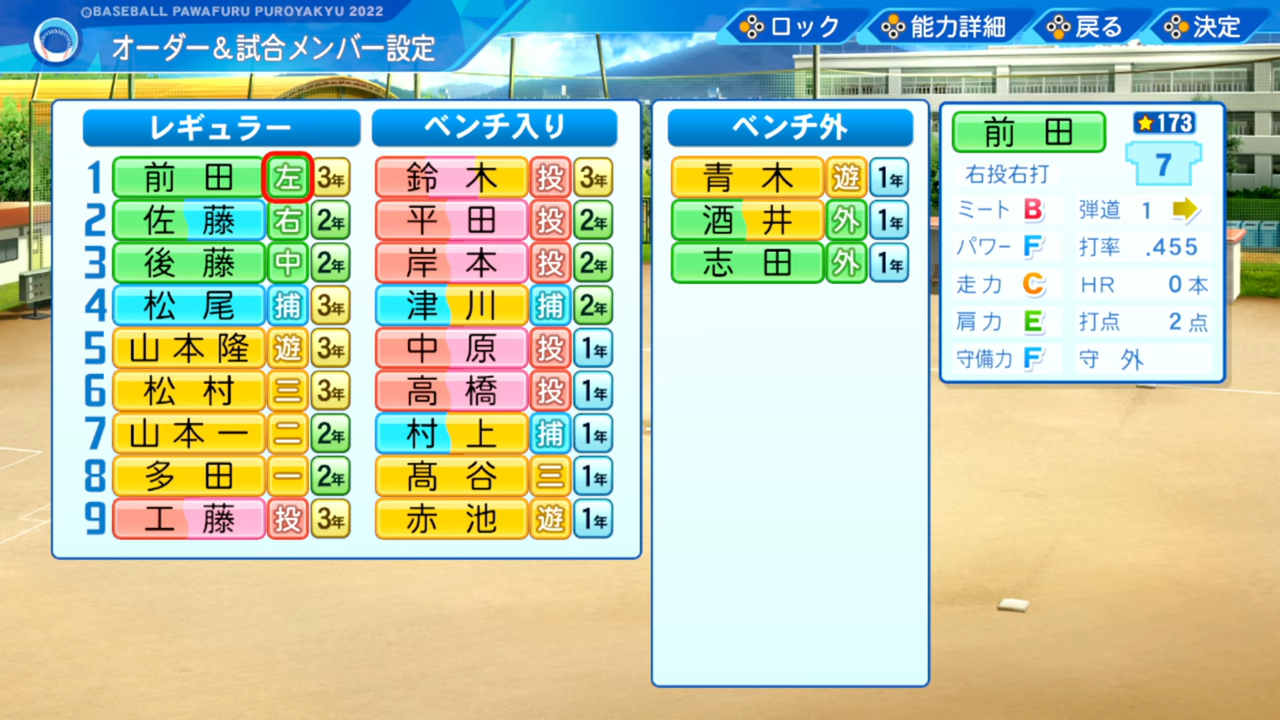 ©BASEBALL PAWAFURU PUROYAKYU 2022
オーダー&試合メンバー設定
ロック 能力詳細 戻る 決定
レギュラー
1 前田 左 3年
2 佐藤 右 2年
3 後藤 中 2年
4 松尾 捕 3年
5 山本隆 遊 3年
6 松村 三 3年
7 山本一 二 2年
8 多田 一 2年
9 工藤 投 3年
ベンチ入り
鈴木 投 3年
平田 投 2年
岸本 投 2年
津川 捕 2年
中原 投 1年
高橋 投 1年
村上 捕 1年
髙谷 三 1年
赤池 遊 1年
ベンチ外
青木 遊 1年
酒井 外 1年
志田 外 1年
前田 ★173
右投右打 7
ミート B 弾道 1
パワー F 打率 .455
走力 C HR 0本
肩力 E 打点 2点
守備力 F 守 外